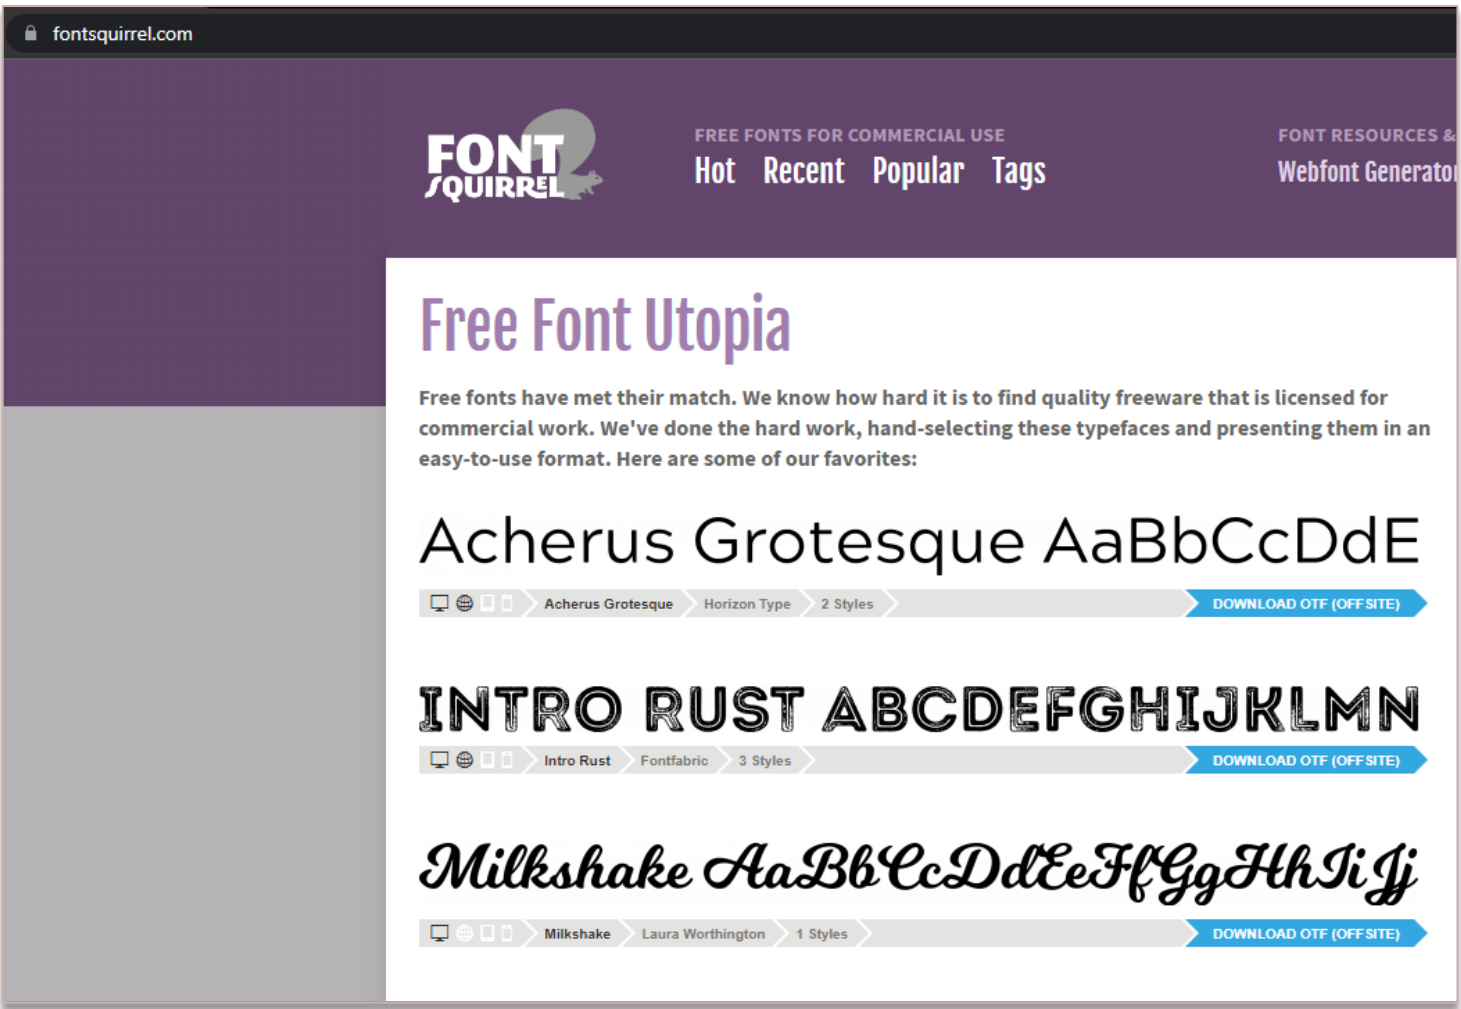 fontsquirrel.com
FONT
SQUIRREL
FREE FONTS FOR COMMERCIAL USE
Hot Recent Popular Tags
FONT RESOURCES &
Webfont Generator
Free Font Utopia
Free fonts have met their match. We know how hard it is to find quality freeware that is licensed for
commercial work. We've done the hard work, hand-selecting these typefaces and presenting them in an
easy-to-use format. Here are some of our favorites:
Acherus Grotesque AaBbCcDdE
Acherus Grotesque Horizon Type 2 Styles DOWNLOAD OTF (OFFSITE)
INTRO RUST ABCDEFGHIJKLMN
Intro Rust Fontfabric 3 Styles DOWNLOAD OTF (OFFSITE)
Milkshake AaBbCcDdEeFfGgHhIiJj
Milkshake Laura Worthington 1 Styles DOWNLOAD OTF (OFFSITE)